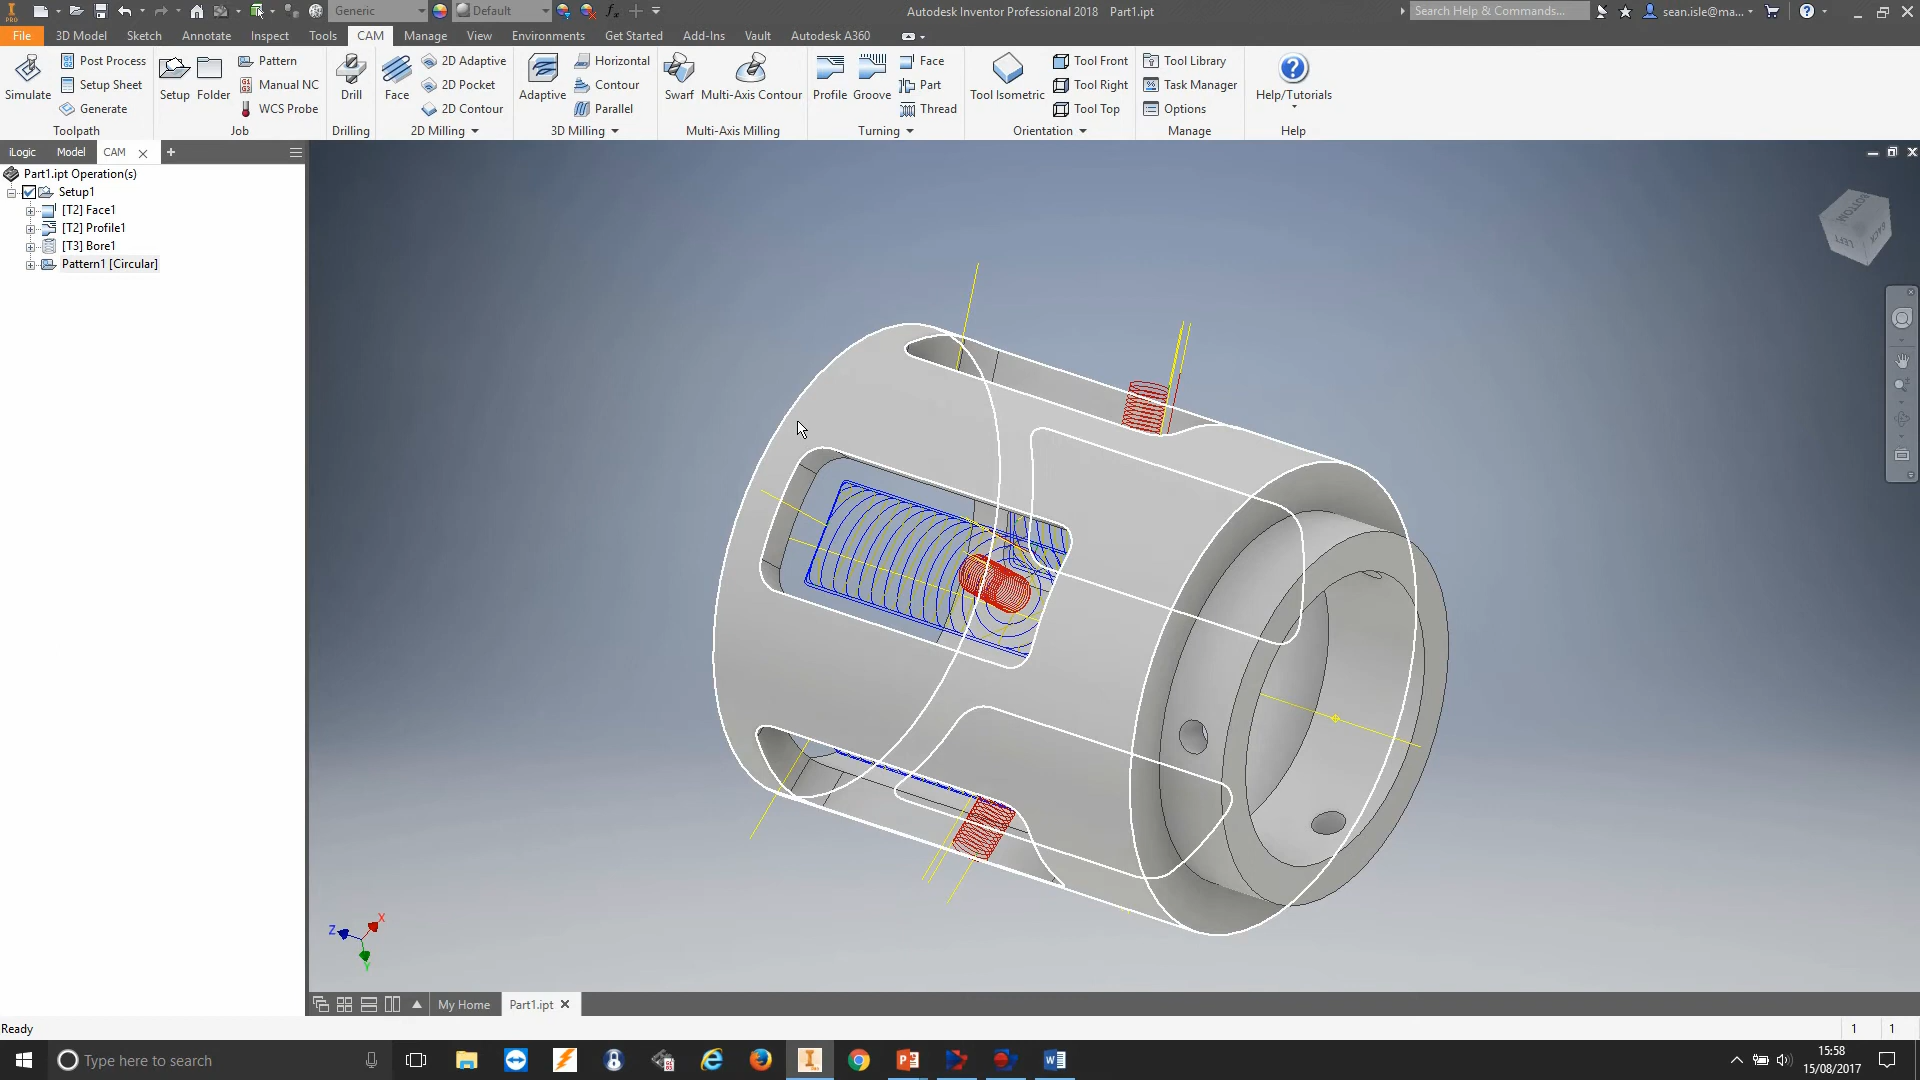 Generic
Default
Autodesk Inventor Professional 2018 Part1.ipt
Search Help & Commands...
sean.isle@ma...
File 3D Model Sketch Annotate Inspect Tools CAM Manage View Environments Get Started Add-Ins Vault Autodesk A360
Simulate
Post Process
Setup Sheet
Generate
Toolpath
Setup
Folder
Pattern
Manual NC
WCS Probe
Job
Drill
Drilling
Face
2D Adaptive
2D Pocket
2D Contour
2D Milling
Adaptive
Horizontal
Contour
Parallel
3D Milling
Swarf
Multi-Axis Contour
Multi-Axis Milling
Profile
Groove
Face
Part
Thread
Turning
Tool Isometric
Tool Front
Tool Right
Tool Top
Orientation
Tool Library
Task Manager
Options
Manage
Help/Tutorials
Help
iLogic Model CAM
Part1.ipt Operation(s)
Setup1
[T2] Face1
[T2] Profile1
[T3] Bore1
Pattern1 [Circular]
BOTTOM
LEFT
BACK
Z
X
Y
My Home
Part1.ipt
Ready
1 1
Type here to search
15:58
15/08/2017